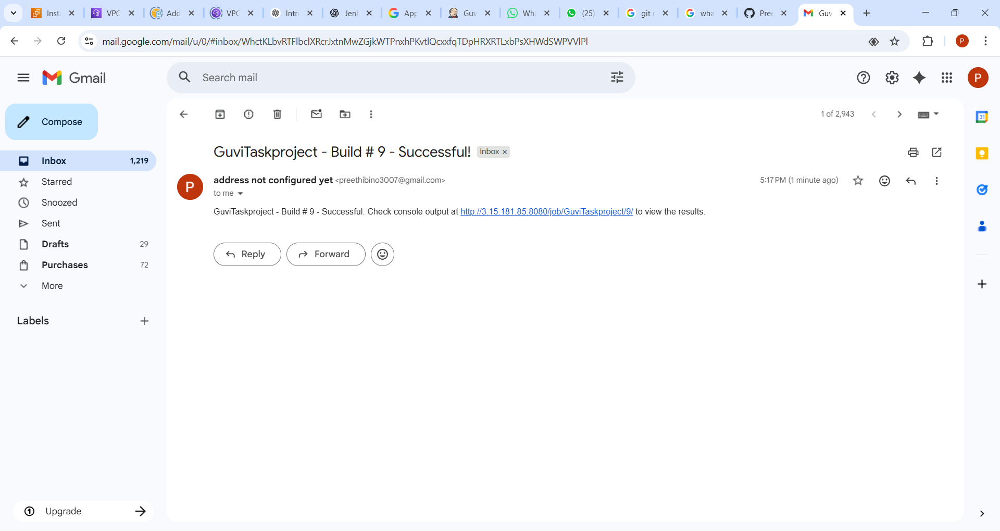 Inst
VPC
Add
VPC
Intr
Jenk
App
Guv
Wha
(25)
git r
wha
Pree
Guv
mail.google.com/mail/u/0/#inbox/WhctKLbvRTFlbclXRcrJxtnMwZGjkWTPnxhPKvtlQcxxfqTDpHRXRTLxbPsXHWdSWPVVlPl
P
Gmail
Search mail
P
Compose
1 of 2,943
31
GuviTaskproject - Build # 9 - Successful!
Inbox ×
Inbox 1,219
Starred
Snoozed
Sent
Drafts 29
Purchases 72
More
Labels
P
address not configured yet <preethibino3007@gmail.com>
5:17 PM (1 minute ago)
to me
GuviTaskproject - Build # 9 - Successful: Check console output at http://3.15.181.85:8080/job/GuviTaskproject/9/ to view the results.
Reply
Forward
Upgrade